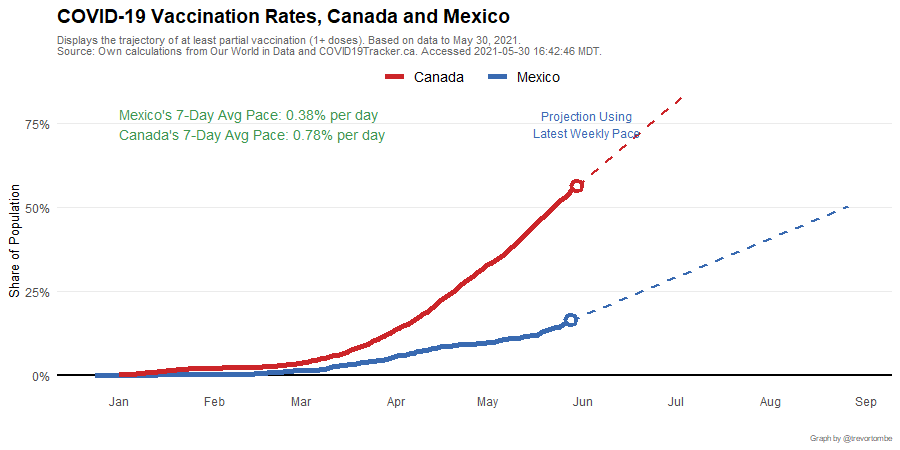 COVID-19 Vaccination Rates, Canada and Mexico
Displays the trajectory of at least partial vaccination (1+ doses). Based on data to May 30, 2021.
Source: Own calculations from Our World in Data and COVID19Tracker.ca. Accessed 2021-05-30 16:42:46 MDT.
Canada Mexico
Mexico's 7-Day Avg Pace: 0.38% per day
Canada's 7-Day Avg Pace: 0.78% per day
Projection Using
Latest Weekly Pace
Share of Population
75%
50%
25%
0%
Jan Feb Mar Apr May Jun Jul Aug Sep
Graph by @trevortombe